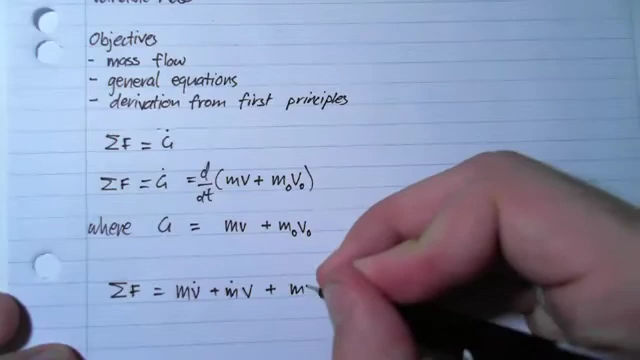 Objectives
- mass flow
- general equations
- derivation from first principles
ΣF = Ġ
ΣF = Ġ = d/dt (mv + m₀v₀)
where G = mv + m₀v₀
ΣF = mv̇ + ṁv + m